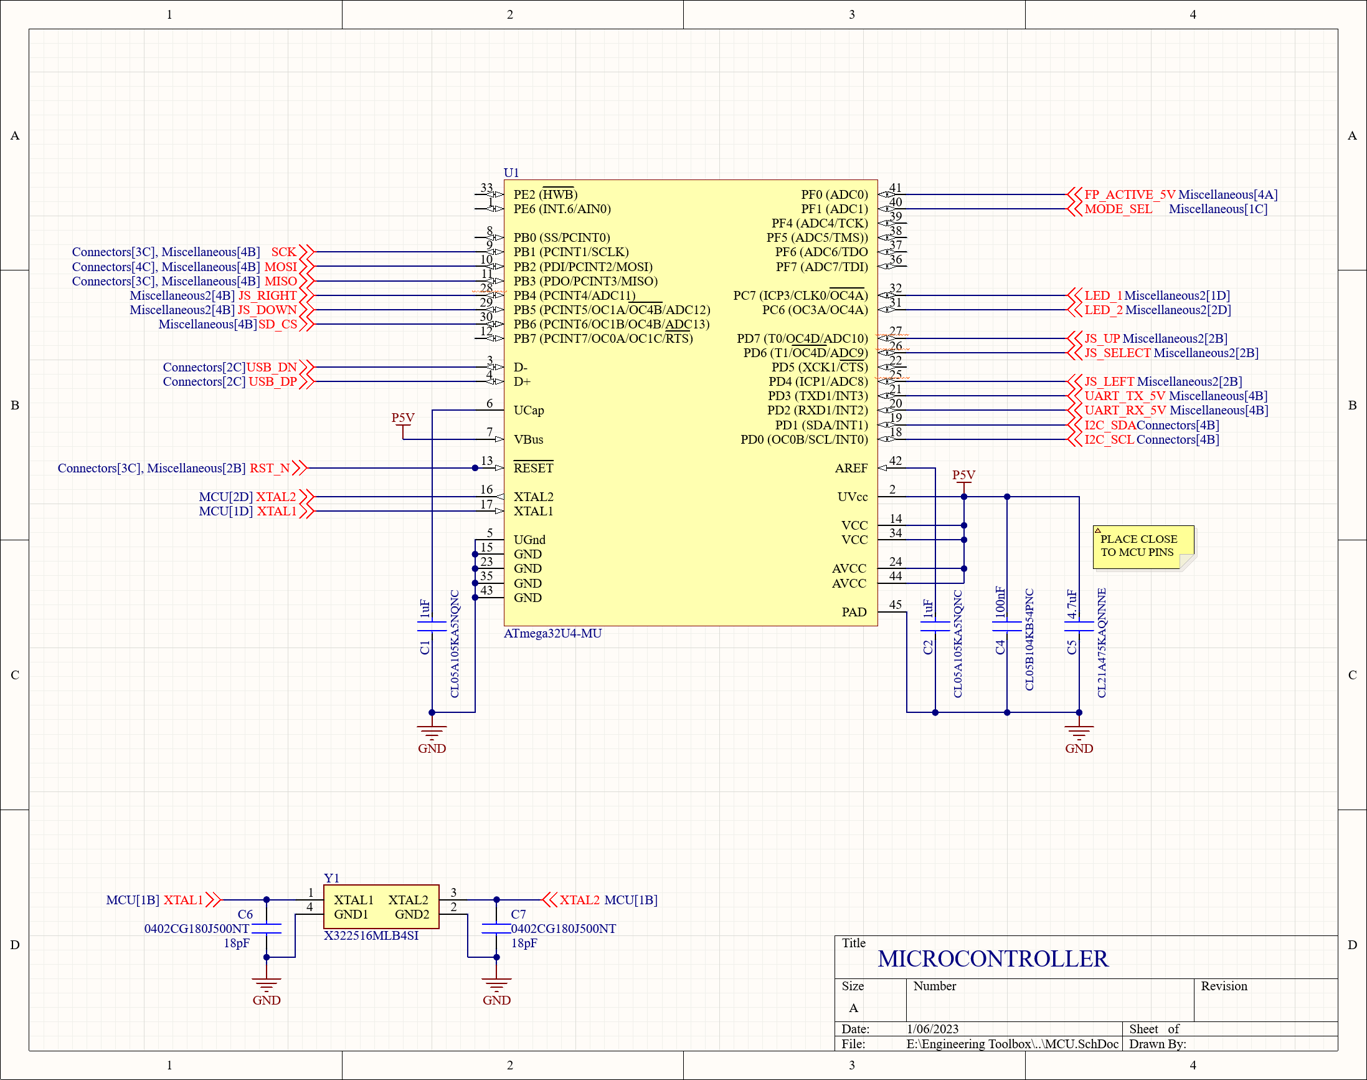 1 2 3 4
A A
U1
33 PE2 (HWB) PF0 (ADC0) 41 FP_ACTIVE_5V Miscellaneous[4A]
1 PE6 (INT.6/AIN0) PF1 (ADC1) 40 MODE_SEL Miscellaneous[1C]
PF4 (ADC4/TCK) 39
8 PB0 (SS/PCINT0) PF5 (ADC5/TMS)) 38
Connectors[3C], Miscellaneous[4B] SCK 9 PB1 (PCINT1/SCLK) PF6 (ADC6/TDO 37
Connectors[4C], Miscellaneous[4B] MOSI 10 PB2 (PDI/PCINT2/MOSI) PF7 (ADC7/TDI) 36
Connectors[3C], Miscellaneous[4B] MISO 11 PB3 (PDO/PCINT3/MISO)
Miscellaneous2[4B] JS_RIGHT 28 PB4 (PCINT4/ADC11) PC7 (ICP3/CLK0/OC4A) 32 LED_1 Miscellaneous2[1D]
Miscellaneous2[4B] JS_DOWN 29 PB5 (PCINT5/OC1A/OC4B/ADC12) PC6 (OC3A/OC4A) 31 LED_2 Miscellaneous2[2D]
Miscellaneous[4B] SD_CS 30 PB6 (PCINT6/OC1B/OC4B/ADC13)
12 PB7 (PCINT7/OC0A/OC1C/RTS) PD7 (T0/OC4D/ADC10) 27 JS_UP Miscellaneous2[2B]
PD6 (T1/OC4D/ADC9) 26 JS_SELECT Miscellaneous2[2B]
Connectors[2C] USB_DN 3 D- PD5 (XCK1/CTS) 22
Connectors[2C] USB_DP 4 D+ PD4 (ICP1/ADC8) 25 JS_LEFT Miscellaneous2[2B]
PD3 (TXD1/INT3) 21 UART_TX_5V Miscellaneous[4B]
B 6 UCap PD2 (RXD1/INT2) 20 UART_RX_5V Miscellaneous[4B] B
P5V PD1 (SDA/INT1) 19 I2C_SDA Connectors[4B]
7 VBus PD0 (OC0B/SCL/INT0) 18 I2C_SCL Connectors[4B]
Connectors[3C], Miscellaneous[2B] RST_N 13 RESET AREF 42
P5V
MCU[2D] XTAL2 16 XTAL2 UVcc 2
MCU[1D] XTAL1 17 XTAL1
VCC 14
5 UGnd VCC 34
15 GND
23 GND AVCC 24
35 GND AVCC 44
43 GND
PAD 45
PLACE CLOSE
TO MCU PINS
ATmega32U4-MU
C1 1uF CL05A105KA5NQNC
C2 1uF CL05A105KA5NQNC
C4 100nF CL05B104KB54PNC
C5 4.7uF CL21A475KAQNNNE
C C
GND GND
Y1
MCU[1B] XTAL1 1 XTAL1 XTAL2 3 XTAL2 MCU[1B]
4 GND1 GND2 2
X322516MLB4SI
C6
0402CG180J500NT
18pF
C7
0402CG180J500NT
18pF
GND GND
D D
Title
MICROCONTROLLER
Size Number Revision
A
Date: 1/06/2023 Sheet of
File: E:\Engineering Toolbox\..\MCU.SchDoc Drawn By:
1 2 3 4